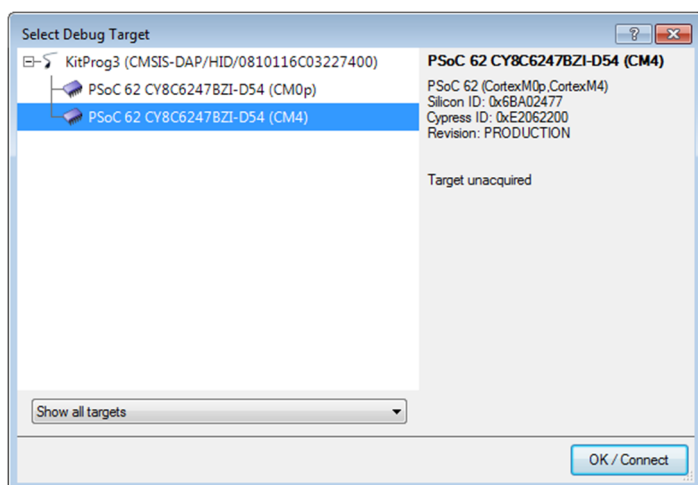 Select Debug Target
?
KitProg3 (CMSIS-DAP/HID/0810116C03227400)
PSoC 62 CY8C6247BZI-D54 (CM0p)
PSoC 62 CY8C6247BZI-D54 (CM4)
Show all targets
PSoC 62 CY8C6247BZI-D54 (CM4)
PSoC 62 (CortexM0p,CortexM4)
Silicon ID: 0x6BA02477
Cypress ID: 0xE2062200
Revision: PRODUCTION
Target unacquired
OK / Connect